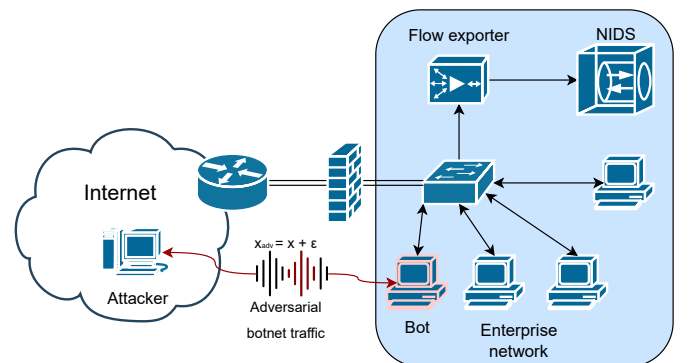 Flow exporter
NIDS
Internet
Attacker
xadv = x + ε
Adversarial
botnet traffic
Bot
Enterprise
network